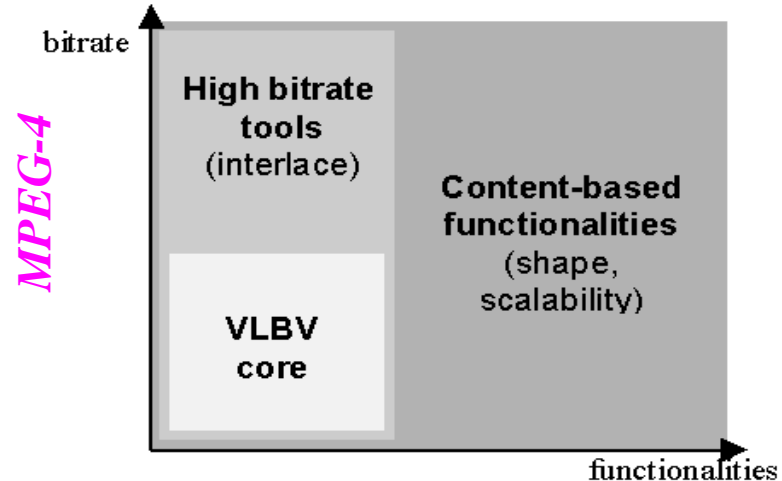 bitrate
MPEG-4
High bitrate
tools
(interlace)
Content-based
functionalities
(shape,
scalability)
VLBV
core
functionalities